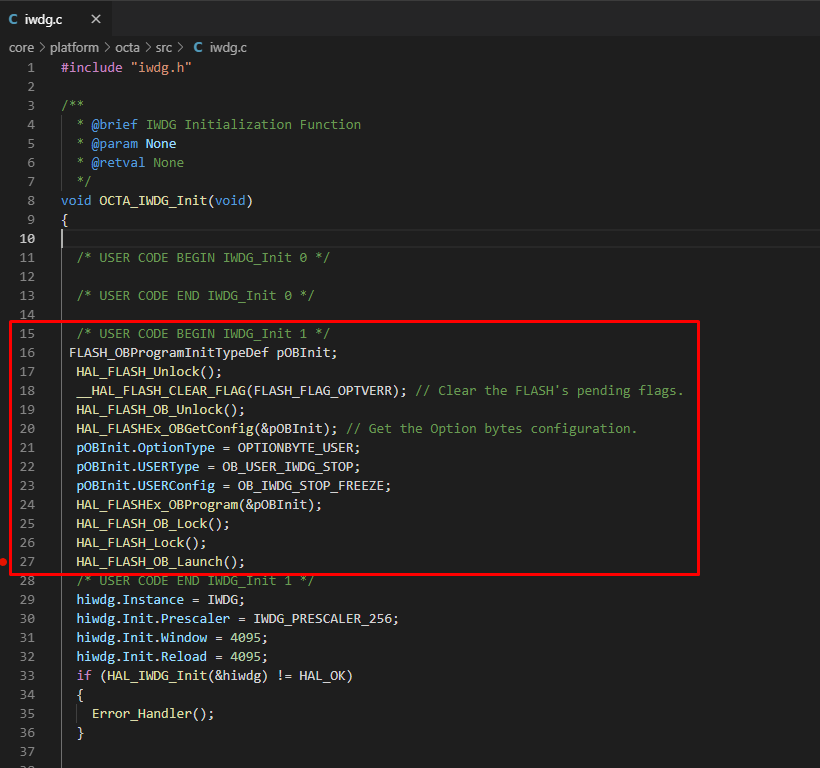 C iwdg.c ×
core > platform > octa > src > C iwdg.c
1 #include "iwdg.h"
2
3 /**
4 * @brief IWDG Initialization Function
5 * @param None
6 * @retval None
7 */
8 void OCTA_IWDG_Init(void)
9 {
10
11 /* USER CODE BEGIN IWDG_Init 0 */
12
13 /* USER CODE END IWDG_Init 0 */
14
15 /* USER CODE BEGIN IWDG_Init 1 */
16 FLASH_OBProgramInitTypeDef pOBInit;
17 HAL_FLASH_Unlock();
18 __HAL_FLASH_CLEAR_FLAG(FLASH_FLAG_OPTVERR); // Clear the FLASH's pending flags.
19 HAL_FLASH_OB_Unlock();
20 HAL_FLASHEx_OBGetConfig(&pOBInit); // Get the Option bytes configuration.
21 pOBInit.OptionType = OPTIONBYTE_USER;
22 pOBInit.USERType = OB_USER_IWDG_STOP;
23 pOBInit.USERConfig = OB_IWDG_STOP_FREEZE;
24 HAL_FLASHEx_OBProgram(&pOBInit);
25 HAL_FLASH_OB_Lock();
26 HAL_FLASH_Lock();
27 HAL_FLASH_OB_Launch();
28 /* USER CODE END IWDG_Init 1 */
29 hiwdg.Instance = IWDG;
30 hiwdg.Init.Prescaler = IWDG_PRESCALER_256;
31 hiwdg.Init.Window = 4095;
32 hiwdg.Init.Reload = 4095;
33 if (HAL_IWDG_Init(&hiwdg) != HAL_OK)
34 {
35 Error_Handler();
36 }
37